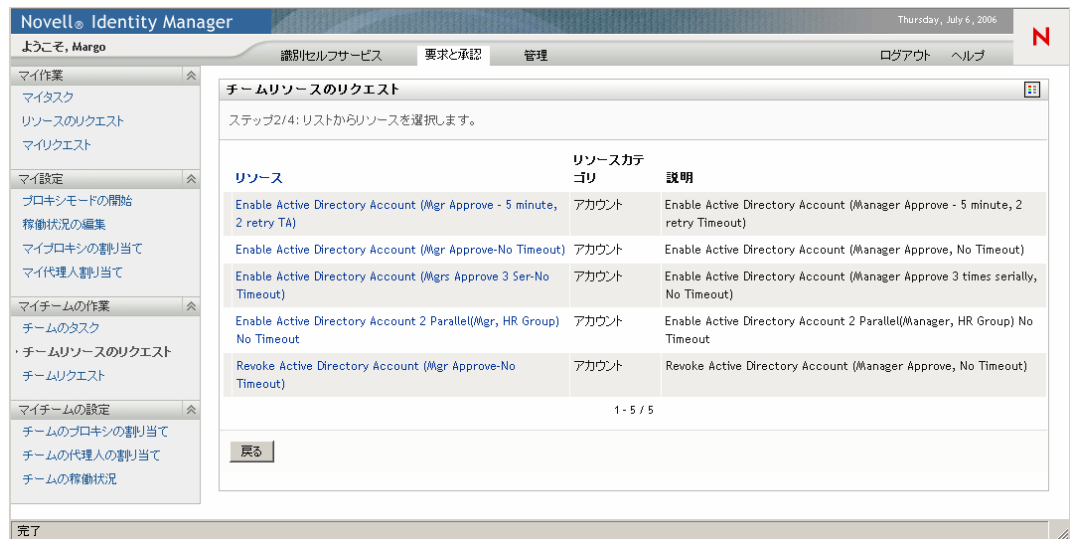 Novell® Identity Manager
Thursday, July 6, 2006
N
ようこそ, Margo
識別セルフサービス
要求と承認
管理
ログアウト
ヘルプ
マイ作業
マイタスク
リソースのリクエスト
マイリクエスト
マイ設定
プロキシモードの開始
稼働状況の編集
マイプロキシの割り当て
マイ代理人割り当て
マイチームの作業
チームのタスク
チームリソースのリクエスト
チームリクエスト
マイチームの設定
チームのプロキシの割り当て
チームの代理人の割り当て
チームの稼働状況
チームリソースのリクエスト
ステップ2/4: リストからリソースを選択します。
リソース
リソースカテ
ゴリ
説明
Enable Active Directory Account (Mgr Approve - 5 minute,
2 retry TA)
アカウント
Enable Active Directory Account (Manager Approve - 5 minute, 2
retry Timeout)
Enable Active Directory Account (Mgr Approve-No Timeout)
アカウント
Enable Active Directory Account (Manager Approve, No Timeout)
Enable Active Directory Account (Mgrs Approve 3 Ser-No
Timeout)
アカウント
Enable Active Directory Account (Manager Approve 3 times serially,
No Timeout)
Enable Active Directory Account 2 Parallel(Mgr, HR Group)
No Timeout
アカウント
Enable Active Directory Account 2 Parallel(Manager, HR Group) No
Timeout
Revoke Active Directory Account (Mgr Approve-No
Timeout)
アカウント
Revoke Active Directory Account (Manager Approve, No Timeout)
1 - 5 / 5
戻る
完了